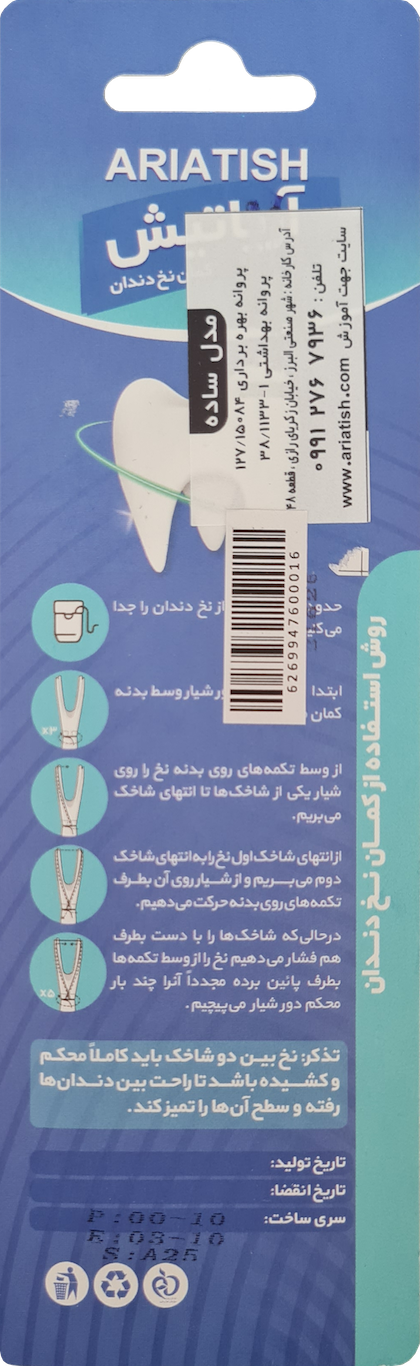 ARIATISH
آریاتیش
نخ دندان
مدل ساده
پروانه بهره برداری ۱۲۷/۱۵۰۸۴
پروانه بهداشتی ۳۸/۱۱۳۳-۱
آدرس کارخانه: شهر صنعتی البرز، خیابان زکریای رازی، قطعه ۴۸
تلفن: ۰۹۹۱ ۲۷۶ ۷۹۳۶
سایت جهت آموزش www.ariatish.com
6269947600016
روش استفاده از کمان نخ دندان
حدود
از نخ دندان را جدا
ابتدا
دور شیار وسط بدنه
کمان
x۳
از وسط تکمه‌های روی بدنه نخ را روی
شیار یکی از شاخک‌ها تا انتهای شاخک
می‌بریم.
از انتهای شاخک اول نخ را به انتهای شاخک
دوم می‌بریم و از شیار روی آن بطرف
تکمه‌های روی بدنه حرکت می‌دهیم.
درحالی‌که شاخک‌ها را با دست بطرف
هم فشار می‌دهیم نخ را از وسط تکمه‌ها
بطرف پائین برده مجدداً آنرا چند بار
محکم دور شیار می‌پیچیم.
x۵
تذکر: نخ بین دو شاخک باید کاملاً محکم
و کشیده باشد تا راحت بین دندان‌ها
رفته و سطح آن‌ها را تمیز کند.
تاریخ تولید:
تاریخ انقضا:
سری ساخت:
P:00-10
E:03-10
S:A25